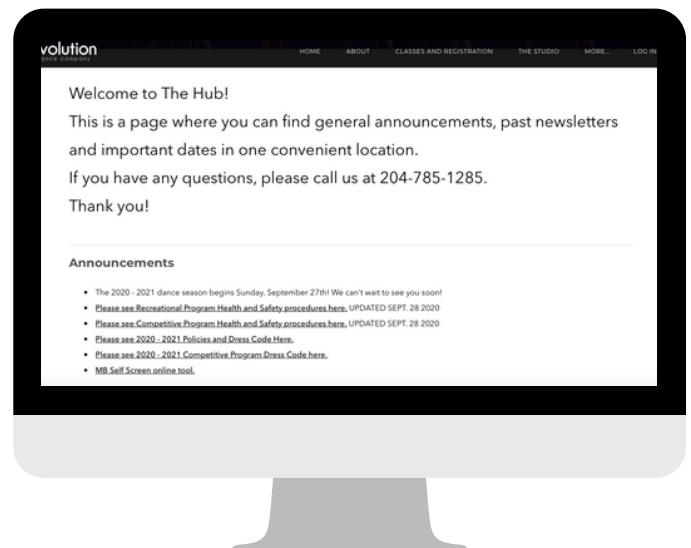 volution
ance company
HOME ABOUT CLASSES AND REGISTRATION THE STUDIO MORE... LOG IN
Welcome to The Hub!
This is a page where you can find general announcements, past newsletters
and important dates in one convenient location.
If you have any questions, please call us at 204-785-1285.
Thank you!
Announcements
• The 2020 - 2021 dance season begins Sunday, September 27th! We can't wait to see you soon!
• Please see Recreational Program Health and Safety procedures here. UPDATED SEPT. 28 2020
• Please see Competitive Program Health and Safety procedures here. UPDATED SEPT. 28 2020
• Please see 2020 - 2021 Policies and Dress Code Here.
• Please see 2020 - 2021 Competitive Program Dress Code here.
• MB Self Screen online tool.